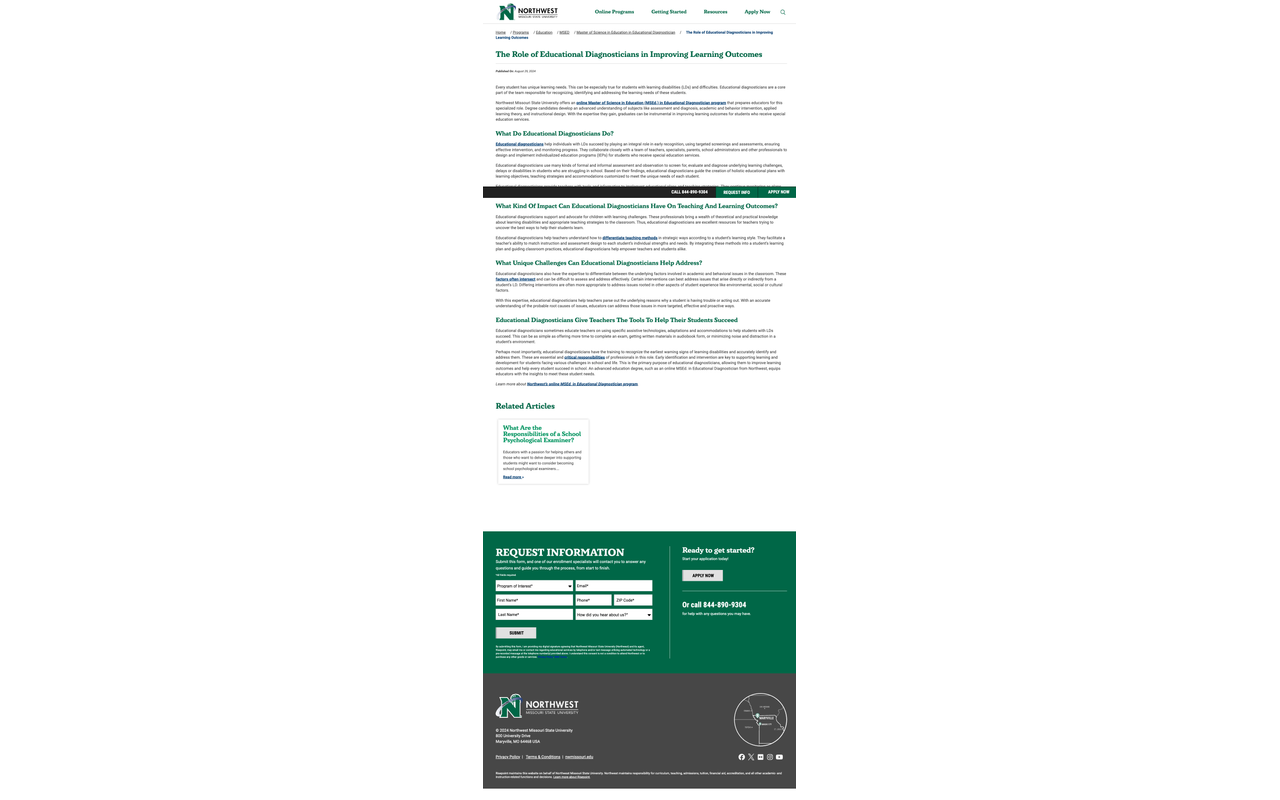 NORTHWEST
MISSOURI STATE UNIVERSITY
Online Programs
Getting Started
Resources
Apply Now
Home / Programs / Education / MSED / Master of Science in Education in Educational Diagnostician / The Role of Educational Diagnosticians in Improving
Learning Outcomes
The Role of Educational Diagnosticians in Improving Learning Outcomes
Published On: August 29, 2024
Every student has unique learning needs. This can be especially true for students with learning disabilities (LDs) and difficulties. Educational diagnosticians are a core
part of the team responsible for recognizing, identifying and addressing the learning needs of these students.
Northwest Missouri State University offers an online Master of Science in Education (MSEd.) in Educational Diagnostician program that prepares educators for this
specialized role. Degree candidates develop an advanced understanding of subjects like assessment and diagnosis, academic and behavior intervention, applied
learning theory, and instructional design. With the expertise they gain, graduates can be instrumental in improving learning outcomes for students who receive special
education services.
What Do Educational Diagnosticians Do?
Educational diagnosticians help individuals with LDs succeed by playing an integral role in early recognition, using targeted screenings and assessments, ensuring
effective intervention, and monitoring progress. They collaborate closely with a team of teachers, specialists, parents, school administrators and other professionals to
design and implement individualized education programs (IEPs) for students who receive special education services.
Educational diagnosticians use many kinds of formal and informal assessment and observation to screen for, evaluate and diagnose underlying learning challenges,
delays or disabilities in students who are struggling in school. Based on their findings, educational diagnosticians guide the creation of holistic educational plans with
learning objectives, teaching strategies and accommodations customized to meet the unique needs of each student.
CALL 844-890-9304
REQUEST INFO
APPLY NOW
What Kind Of Impact Can Educational Diagnosticians Have On Teaching And Learning Outcomes?
Educational diagnosticians support and advocate for children with learning challenges. These professionals bring a wealth of theoretical and practical knowledge
about learning disabilities and appropriate teaching strategies to the classroom. Thus, educational diagnosticians are excellent resources for teachers trying to
uncover the best ways to help their students learn.
Educational diagnosticians help teachers understand how to differentiate teaching methods in strategic ways according to a student's learning style. They facilitate a
teacher's ability to match instruction and assessment design to each student's individual strengths and needs. By integrating these methods into a student's learning
plan and guiding classroom practices, educational diagnosticians help empower teachers and students alike.
What Unique Challenges Can Educational Diagnosticians Help Address?
Educational diagnosticians also have the expertise to differentiate between the underlying factors involved in academic and behavioral issues in the classroom. These
factors often intersect and can be difficult to assess and address effectively. Certain interventions can best address issues that arise directly or indirectly from a
student's LD. Differing interventions are often more appropriate to address issues rooted in other aspects of student experience like environmental, social or cultural
factors.
With this expertise, educational diagnosticians help teachers parse out the underlying reasons why a student is having trouble or acting out. With an accurate
understanding of the probable root causes of issues, educators can address those issues in more targeted, effective and proactive ways.
Educational Diagnosticians Give Teachers The Tools To Help Their Students Succeed
Educational diagnosticians sometimes educate teachers on using specific assistive technologies, adaptations and accommodations to help students with LDs
succeed. This can be as simple as offering more time to complete an exam, getting written materials in audiobook form, or minimizing noise and distraction in a
student's environment.
Perhaps most importantly, educational diagnosticians have the training to recognize the earliest warning signs of learning disabilities and accurately identify and
address them. These are essential and critical responsibilities of professionals in this role. Early identification and intervention are key to supporting learning and
development for students facing various challenges in school and life. This is the primary purpose of educational diagnosticians, allowing them to improve learning
outcomes and help every student succeed in school. An advanced education degree, such as an online MSEd. in Educational Diagnostician from Northwest, equips
educators with the insights to meet these student needs.
Learn more about Northwest's online MSEd. in Educational Diagnostician program.
Related Articles
What Are the
Responsibilities of a School
Psychological Examiner?
Educators with a passion for helping others and
those who want to delve deeper into supporting
students might want to consider becoming
school psychological examiners....
Read more »
REQUEST INFORMATION
Submit this form, and one of our enrollment specialists will contact you to answer any
questions and guide you through the process, from start to finish.
*All fields required
Program of Interest*
Email*
First Name*
Phone*
ZIP Code*
Last Name*
How did you hear about us?*
SUBMIT
Ready to get started?
Start your application today!
APPLY NOW
Or call 844-890-9304
for help with any questions you may have.
NORTHWEST
MISSOURI STATE UNIVERSITY
© 2024 Northwest Missouri State University
800 University Drive
Maryville, MO 64468 USA
MARYVILLE
Privacy Policy | Terms & Conditions | nwmissouri.edu
Risepoint maintains this website on behalf of Northwest Missouri State University. Northwest maintains responsibility for curriculum, teaching, admissions, tuition, financial aid, accreditation, and all other academic- and
instruction-related functions and decisions. Learn more about Risepoint.